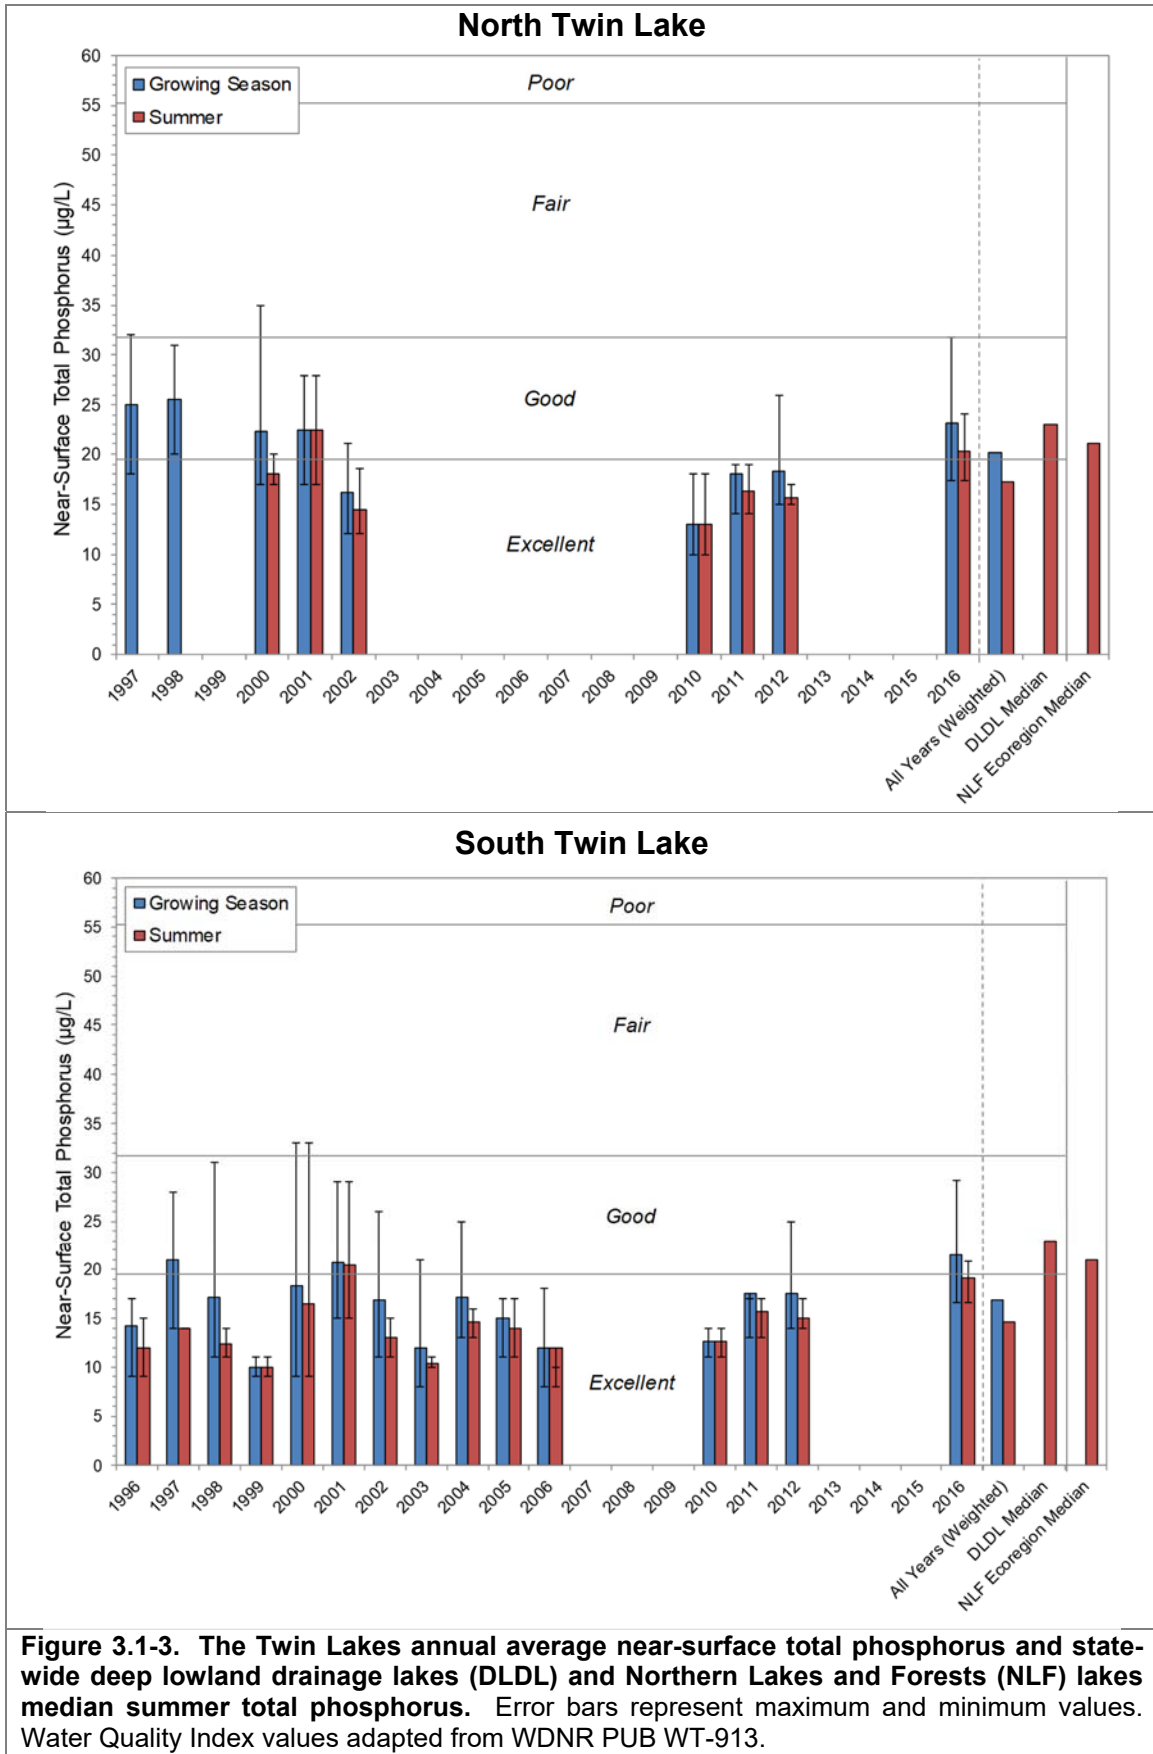 North Twin Lake
60
55
50
45
40
35
30
25
20
15
10
5
0
Near-Surface Total Phosphorus (µg/L)
Growing Season
Summer
Poor
Fair
Good
Excellent
1997
1998
1999
2000
2001
2002
2003
2004
2005
2006
2007
2008
2009
2010
2011
2012
2013
2014
2015
2016
All Years (Weighted)
DLDL Median
NLF Ecoregion Median
South Twin Lake
60
55
50
45
40
35
30
25
20
15
10
5
0
Near-Surface Total Phosphorus (µg/L)
Growing Season
Summer
Poor
Fair
Good
Excellent
1996
1997
1998
1999
2000
2001
2002
2003
2004
2005
2006
2007
2008
2009
2010
2011
2012
2013
2014
2015
2016
All Years (Weighted)
DLDL Median
NLF Ecoregion Median
Figure 3.1-3. The Twin Lakes annual average near-surface total phosphorus and state-
wide deep lowland drainage lakes (DLDL) and Northern Lakes and Forests (NLF) lakes
median summer total phosphorus. Error bars represent maximum and minimum values.
Water Quality Index values adapted from WDNR PUB WT-913.